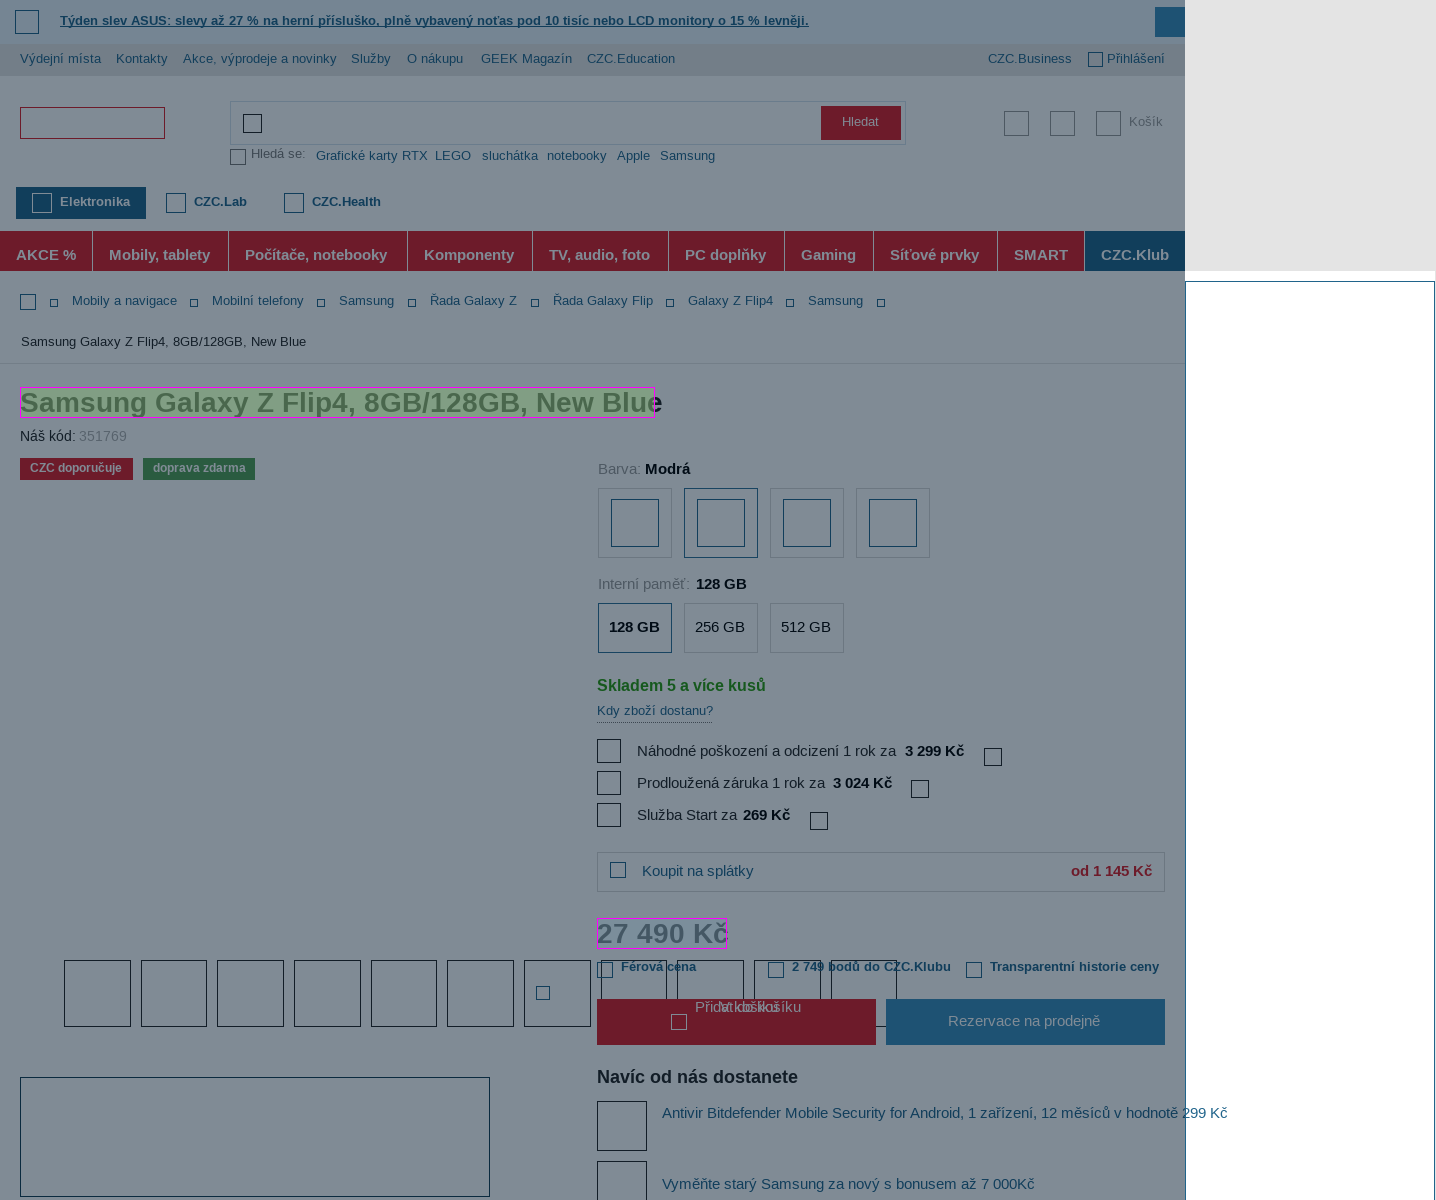 Týden slev ASUS: slevy až 27 % na herní přísluško, plně vybavený noťas pod 10 tisíc nebo LCD monitory o 15 % levněji.
Výdejní místa Kontakty Akce, výprodeje a novinky Služby O nákupu GEEK Magazín CZC.Education CZC.Business Přihlášení
Hledat Košík
Hledá se: Grafické karty RTX LEGO sluchátka notebooky Apple Samsung
Elektronika CZC.Lab CZC.Health
AKCE % Mobily, tablety Počítače, notebooky Komponenty TV, audio, foto PC doplňky Gaming Síťové prvky SMART CZC.Klub
Mobily a navigace Mobilní telefony Samsung Řada Galaxy Z Řada Galaxy Flip Galaxy Z Flip4 Samsung
Samsung Galaxy Z Flip4, 8GB/128GB, New Blue
Samsung Galaxy Z Flip4, 8GB/128GB, New Blue
Náš kód: 351769
CZC doporučuje doprava zdarma
Barva: Modrá
Interní paměť: 128 GB
128 GB 256 GB 512 GB
Skladem 5 a více kusů
Kdy zboží dostanu?
Náhodné poškození a odcizení 1 rok za 3 299 Kč
Prodloužená záruka 1 rok za 3 024 Kč
Služba Start za 269 Kč
Koupit na splátky od 1 145 Kč
27 490 Kč
Férová cena 2 749 bodů do CZC.Klubu Transparentní historie ceny
Přidat do košíku V košíku Rezervace na prodejně
Navíc od nás dostanete
Antivir Bitdefender Mobile Security for Android, 1 zařízení, 12 měsíců v hodnotě 299 Kč
Vyměňte starý Samsung za nový s bonusem až 7 000Kč